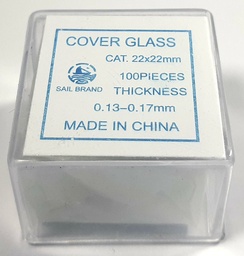 COVER GLASS
CAT. 22x22mm
100PIECES
SAIL BRAND THICKNESS
0.13–0.17mm
MADE IN CHINA